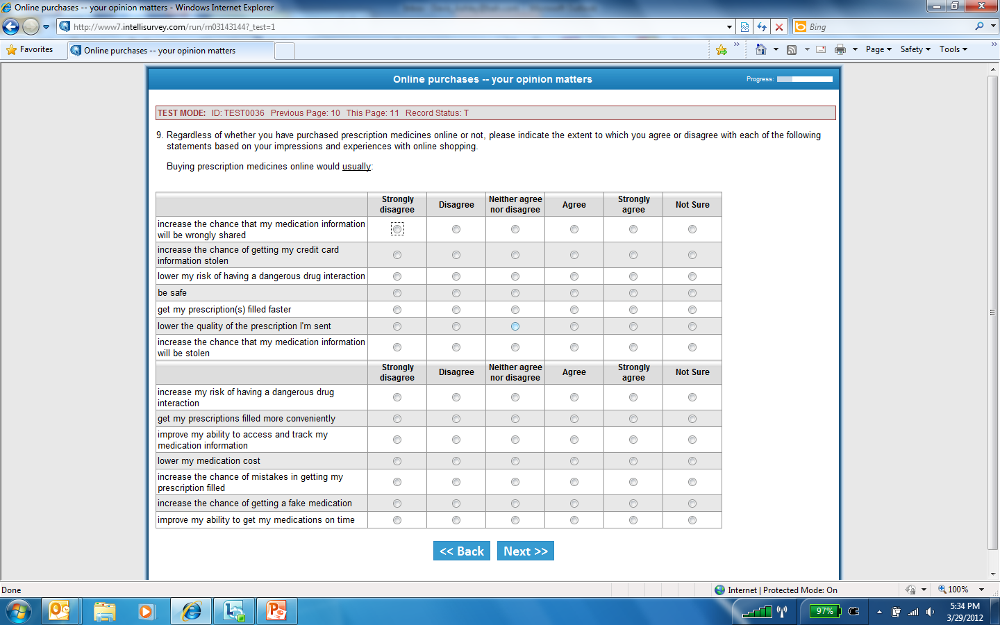 Online purchases -- your opinion matters - Windows Internet Explorer
http://www7.intellisurvey.com/run/rn03143144?_test=1
Bing
Favorites
Online purchases -- your opinion matters
Page
Safety
Tools
Online purchases -- your opinion matters
Progress:
TEST MODE: ID: TEST0036 Previous Page: 10 This Page: 11 Record Status: T
9. Regardless of whether you have purchased prescription medicines online or not, please indicate the extent to which you agree or disagree with each of the following
statements based on your impressions and experiences with online shopping.
Buying prescription medicines online would usually:
Strongly disagree Disagree Neither agree nor disagree Agree Strongly agree Not Sure
increase the chance that my medication information
will be wrongly shared
increase the chance of getting my credit card
information stolen
lower my risk of having a dangerous drug interaction
be safe
get my prescription(s) filled faster
lower the quality of the prescription I'm sent
increase the chance that my medication information
will be stolen
Strongly disagree Disagree Neither agree nor disagree Agree Strongly agree Not Sure
increase my risk of having a dangerous drug
interaction
get my prescriptions filled more conveniently
improve my ability to access and track my
medication information
lower my medication cost
increase the chance of mistakes in getting my
prescription filled
increase the chance of getting a fake medication
improve my ability to get my medications on time
<< Back
Next >>
Done
Internet | Protected Mode: On
100%
97%
5:34 PM
3/29/2012